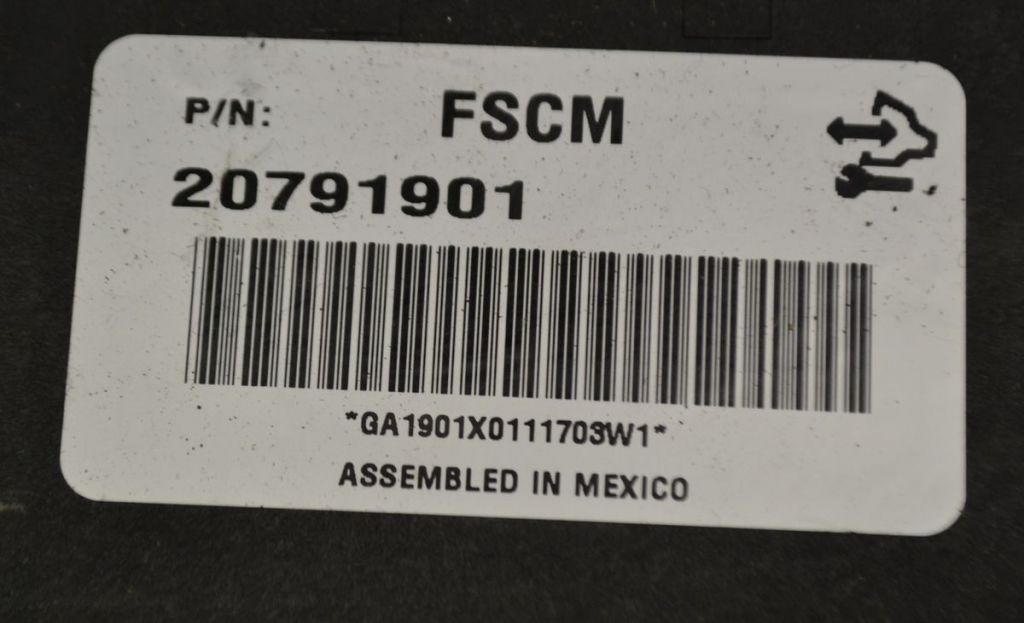 P/N: FSCM
20791901
*GA1901X0111703W1*
ASSEMBLED IN MEXICO